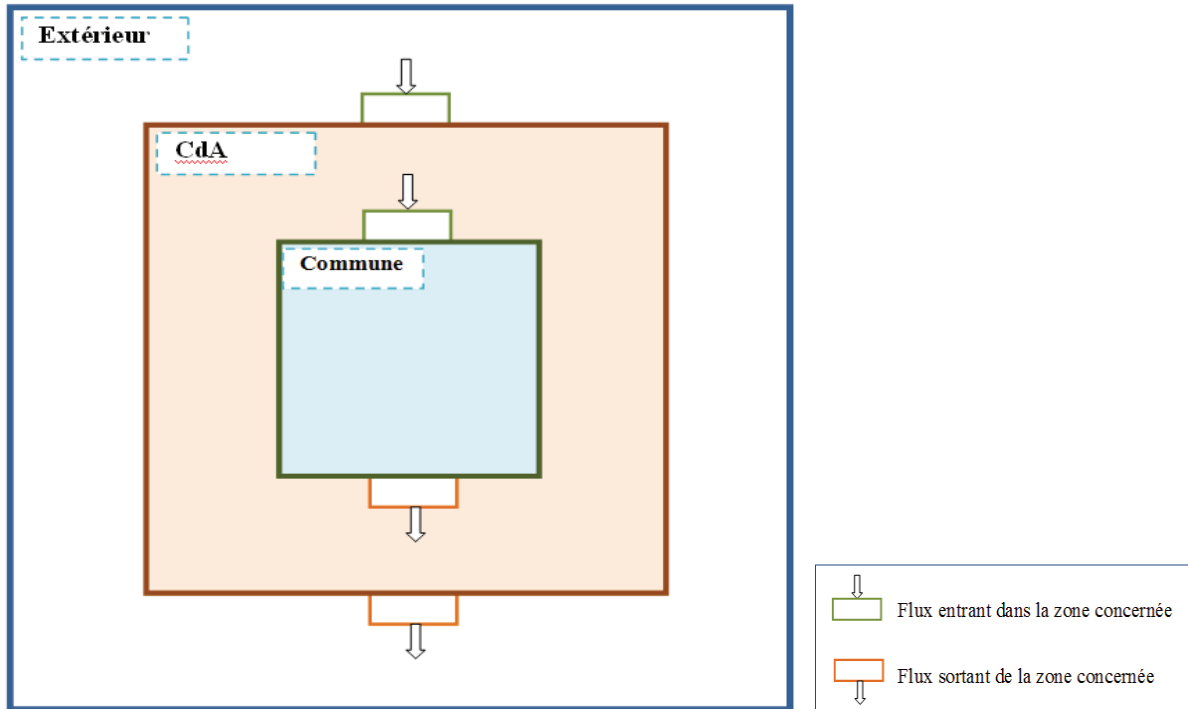 Extérieur
CdA
Commune
Flux entrant dans la zone concernée
Flux sortant de la zone concernée